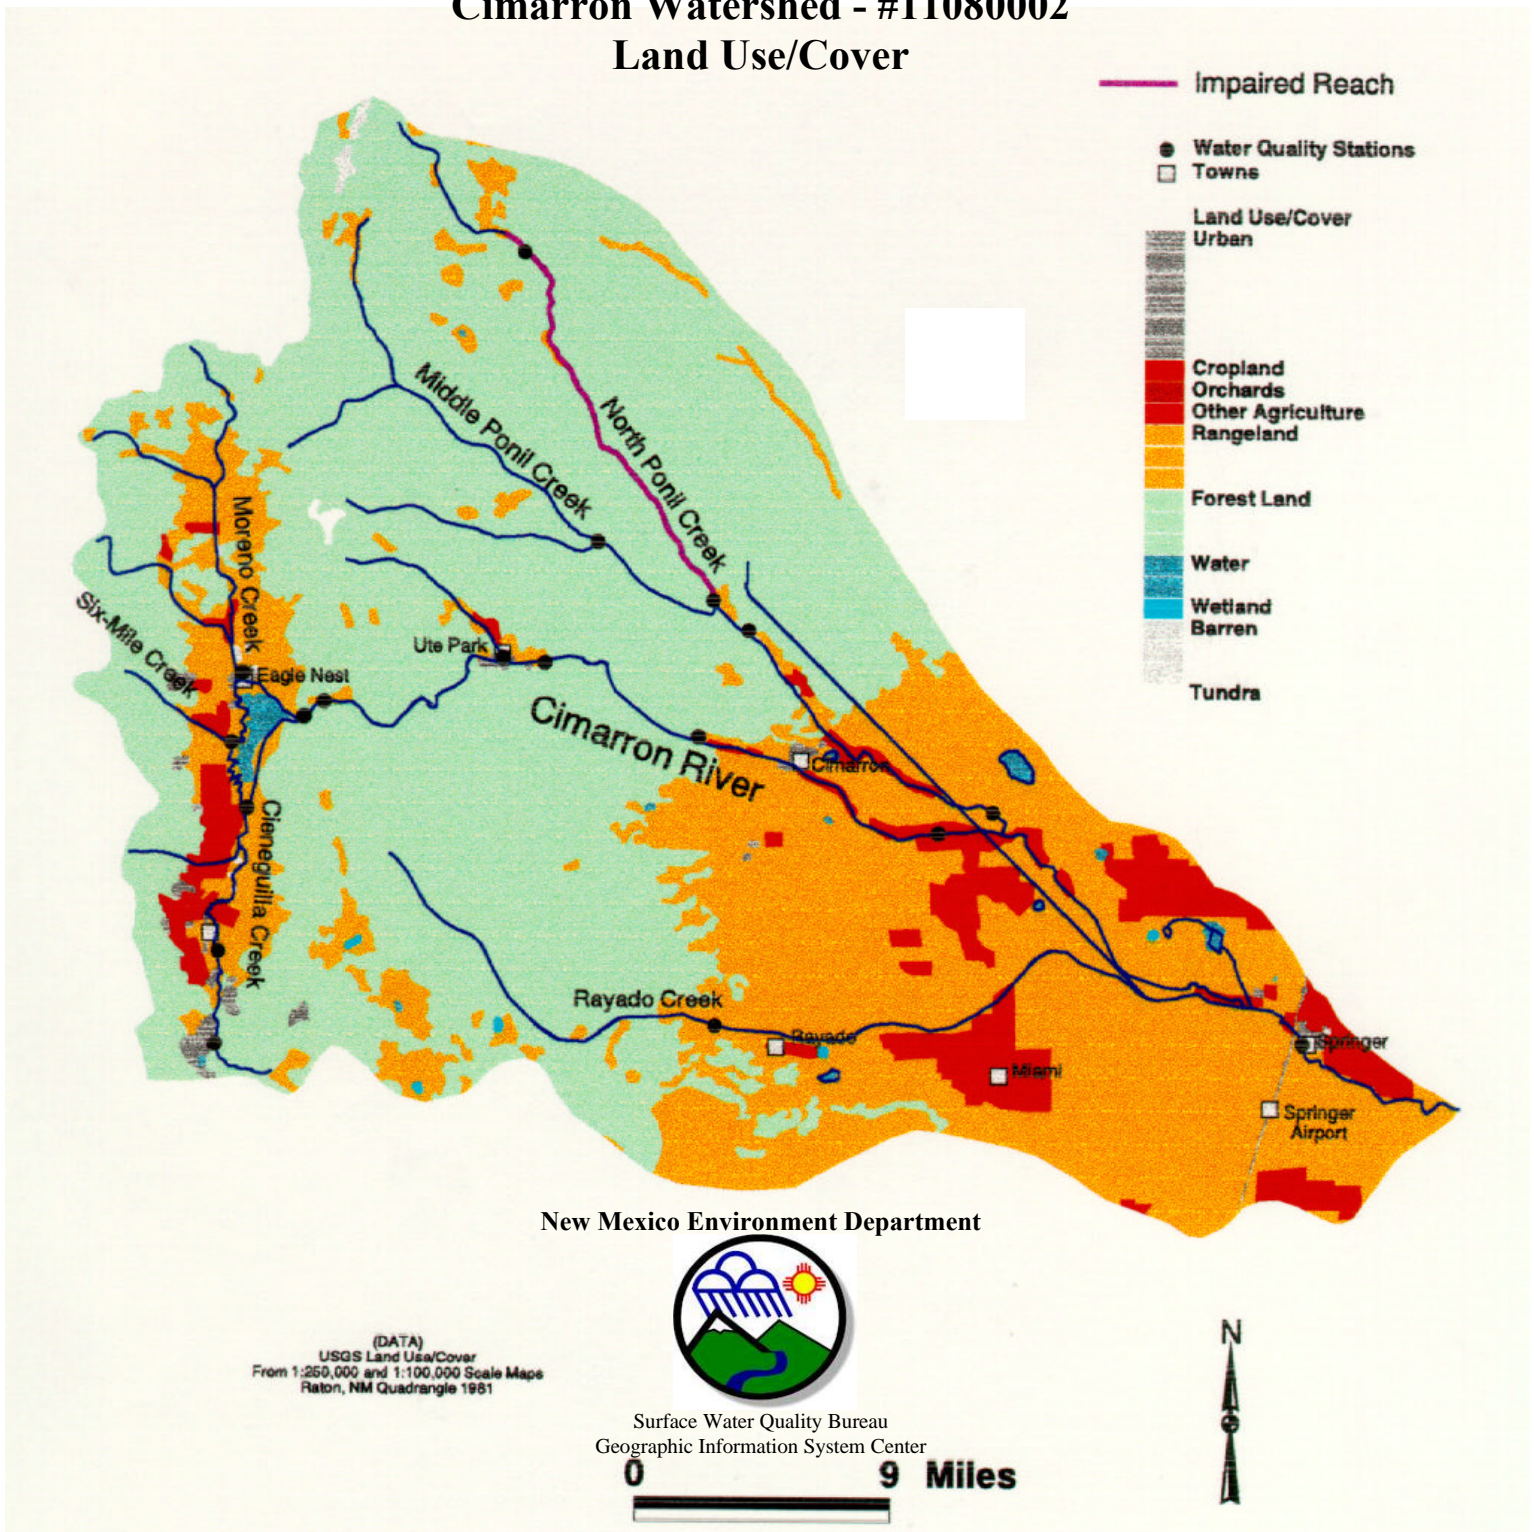 Cimarron Watershed - #11080002
Land Use/Cover
Impaired Reach
Water Quality Stations
Towns
Land Use/Cover
Urban
Cropland
Orchards
Other Agriculture
Rangeland
Forest Land
Water
Wetland
Barren
Tundra
Middle Ponil Creek
North Ponil Creek
Moreno Creek
Six-Mile Creek
Ute Park
Eagle Nest
Cimarron River
Cimarron
Cieneguilla Creek
Rayado Creek
Rayado
Miami
Springer
Springer
Airport
New Mexico Environment Department
(DATA)
USGS Land Use/Cover
From 1:250,000 and 1:100,000 Scale Maps
Raton, NM Quadrangle 1981
Surface Water Quality Bureau
Geographic Information System Center
0 9 Miles
N